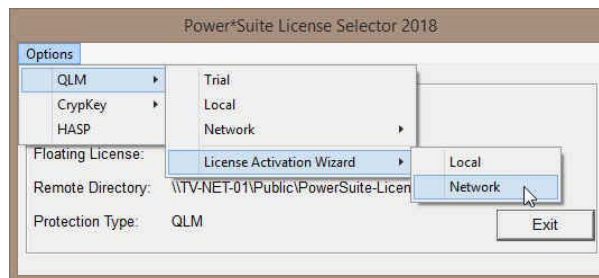 Power*Suite License Selector 2018
Options
QLM
Trial
CrypKey
Local
HASP
Network
Floating License:
License Activation Wizard
Local
Remote Directory: \\TV-NET-01\Public\PowerSuite-Licen
Network
Protection Type: QLM
Exit